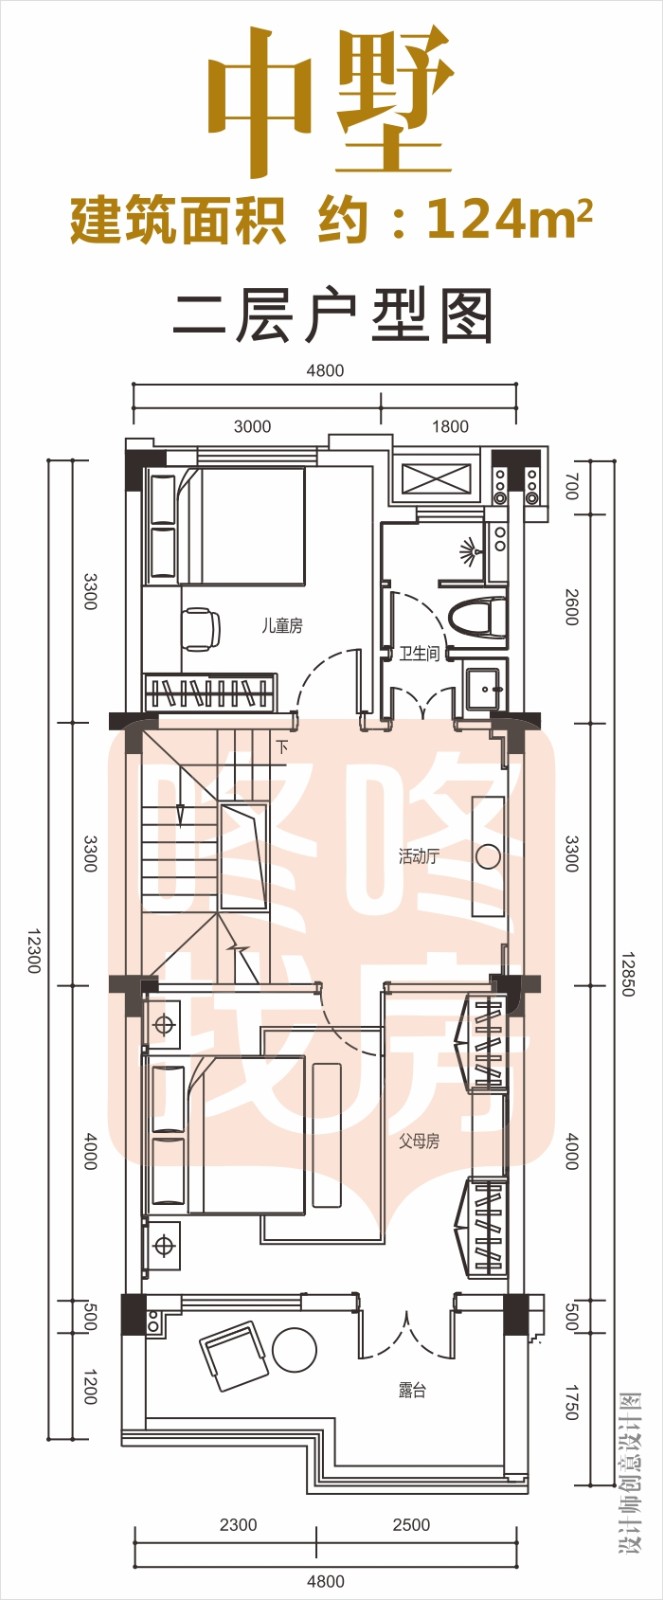 中墅
建筑面积 约：124m²
二层户型图
4800
3000 1800
700
3300
2600
儿童房
卫生间
下
咚咚
找房
活动厅
3300
3300
12300
12850
父母房
4000
4000
500
500
露台
1200
1750
设计单位意设计图
2300 2500
4800